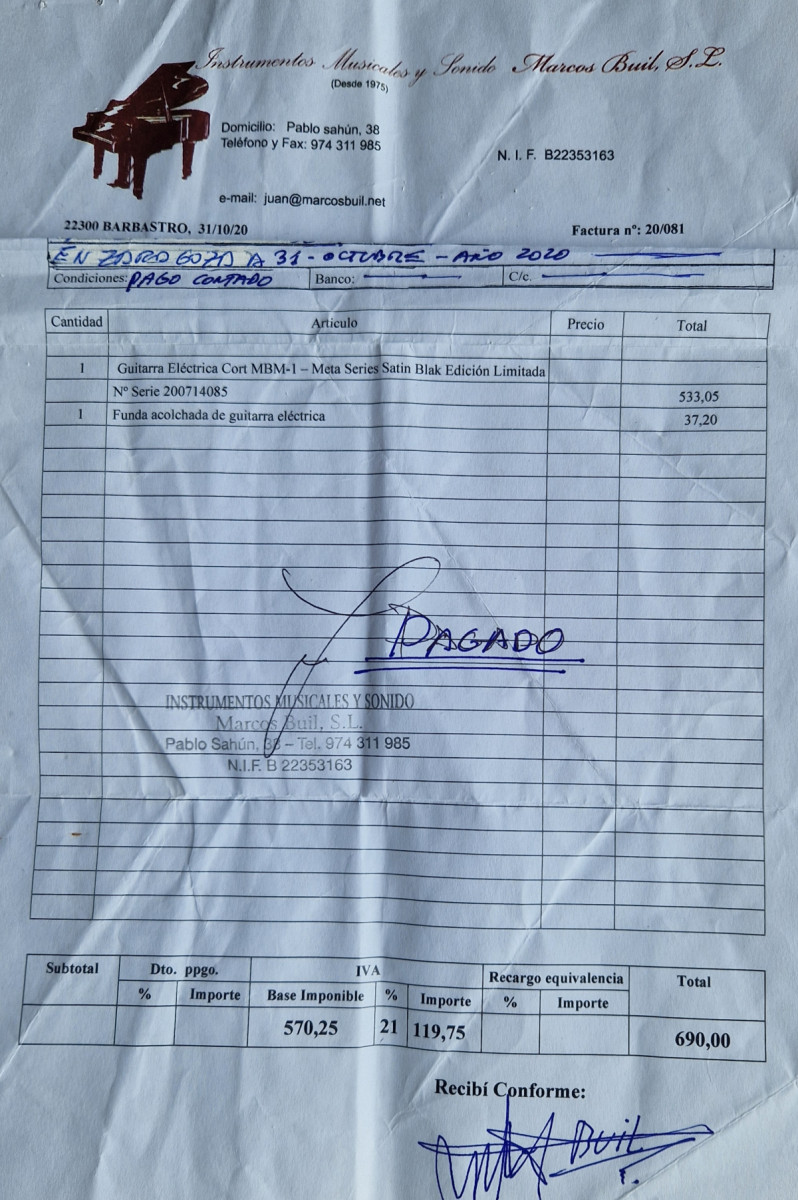 Instrumentos Musicales y Sonido Marcos Buil, S.L.
(Desde 1975)
Domicilio: Pablo sahún, 38
Teléfono y Fax: 974 311 985
N. I. F. B22353163
e-mail: juan@marcosbuil.net
22300 BARBASTRO, 31/10/20
Factura nº: 20/081
EN ZARAGOZA A 31 - OCTUBRE - AÑO 2020
Condiciones: PAGO CONTADO Banco: C/c.
Cantidad Articulo Precio Total
1 Guitarra Eléctrica Cort MBM-1 – Meta Series Satin Blak Edición Limitada
Nº Serie 200714085 533,05
1 Funda acolchada de guitarra eléctrica 37,20
PAGADO
INSTRUMENTOS MUSICALES Y SONIDO
Marcos Buil, S.L.
Pablo Sahún, 38 – Tel. 974 311 985
N.I.F. B 22353163
Subtotal Dto. ppgo. IVA Recargo equivalencia Total
% Importe Base Imponible % Importe % Importe
570,25 21 119,75 690,00
Recibí Conforme:
BUIL